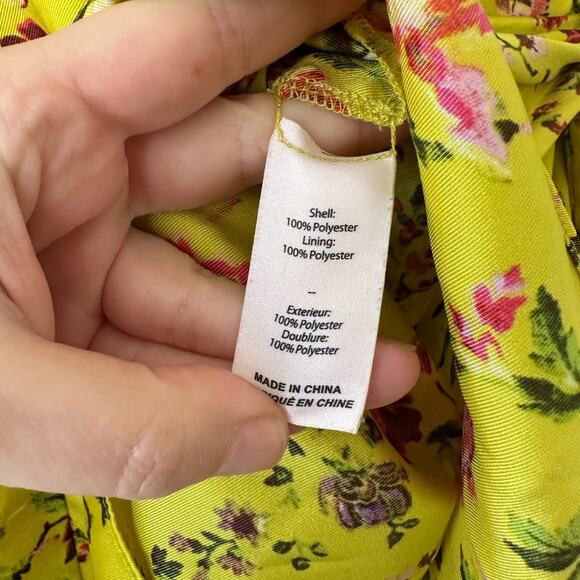 Shell:
100% Polyester
Lining:
100% Polyester
--
Exterieur:
100% Polyester
Doublure:
100% Polyester
MADE IN CHINA
EN CHINE